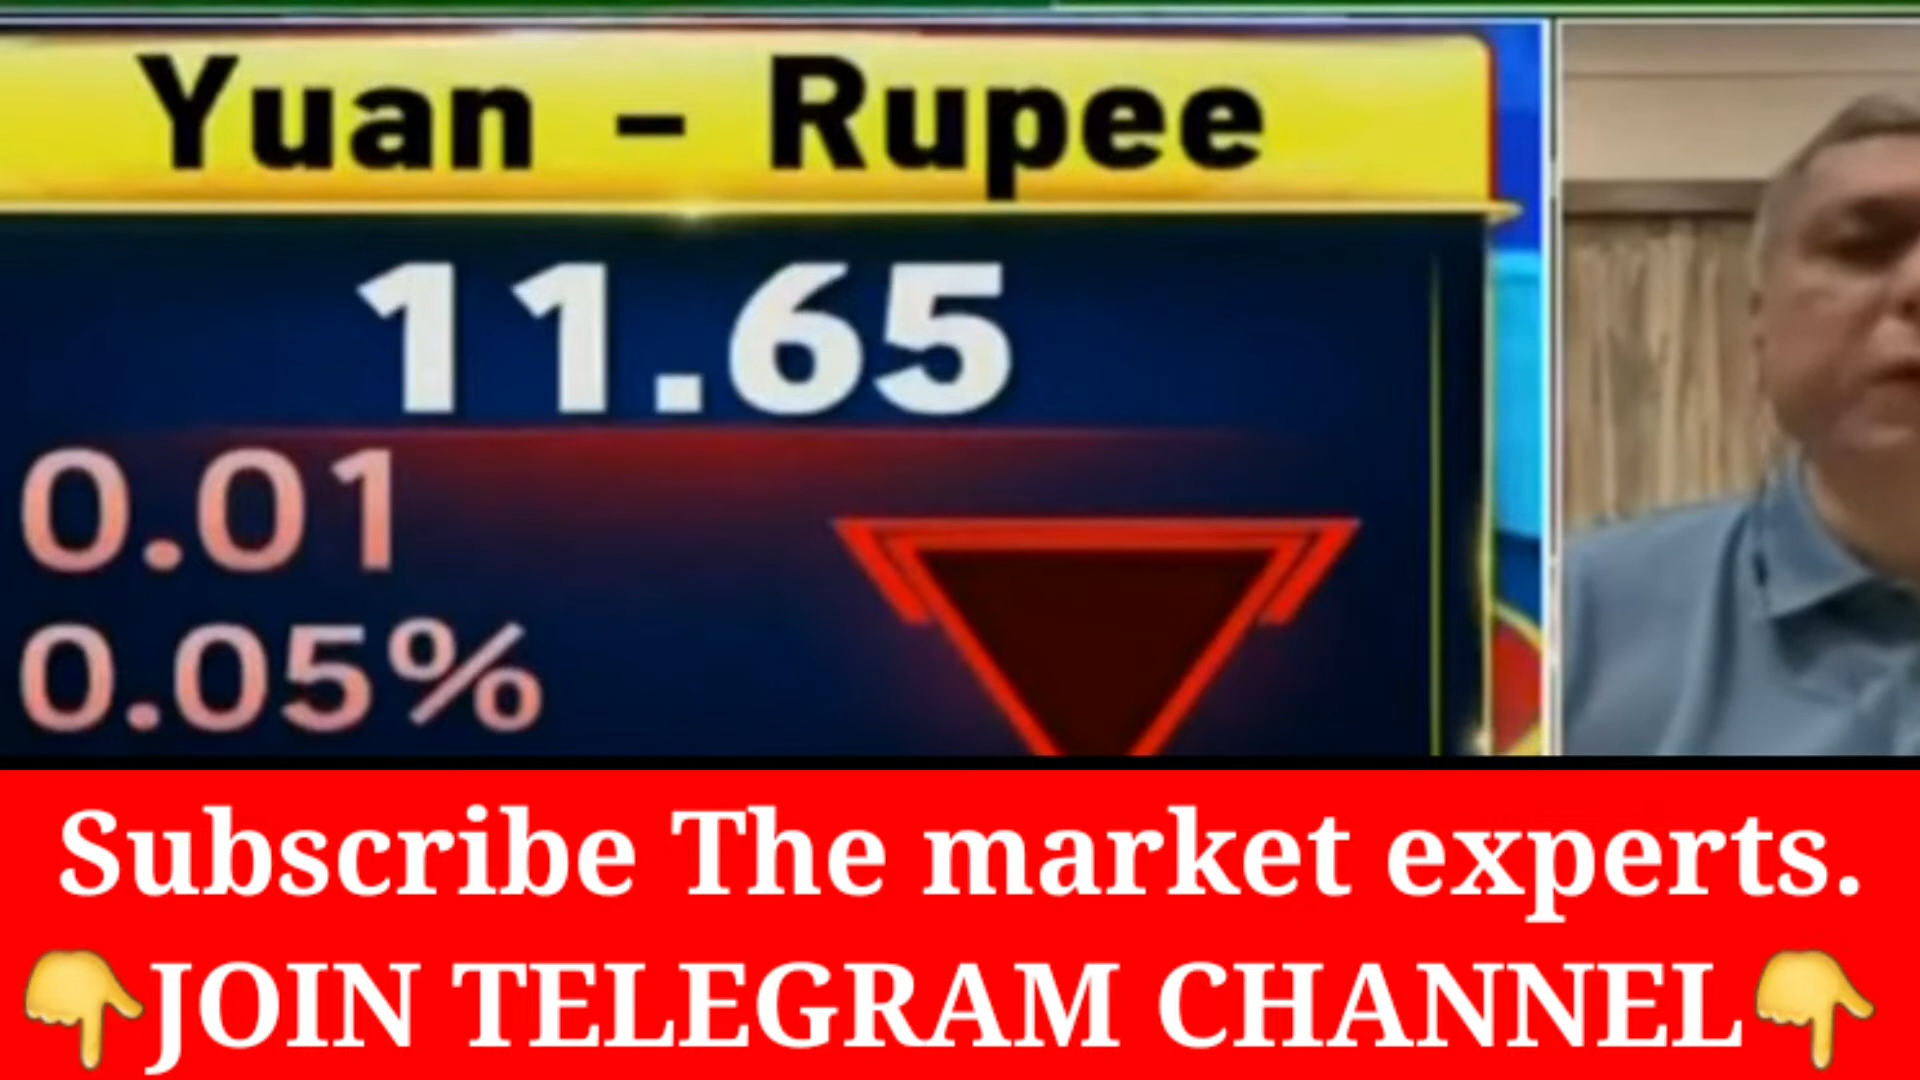 Yuan - Rupee
11.65
0.01
0.05%
Subscribe The market experts.
👇JOIN TELEGRAM CHANNEL👇